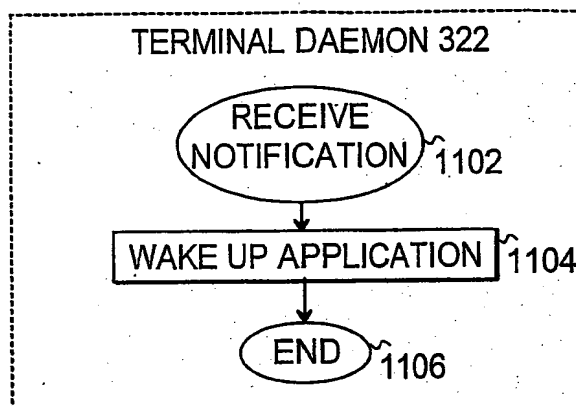 TERMINAL DAEMON 322
RECEIVE
NOTIFICATION
1102
WAKE UP APPLICATION
1104
END
1106